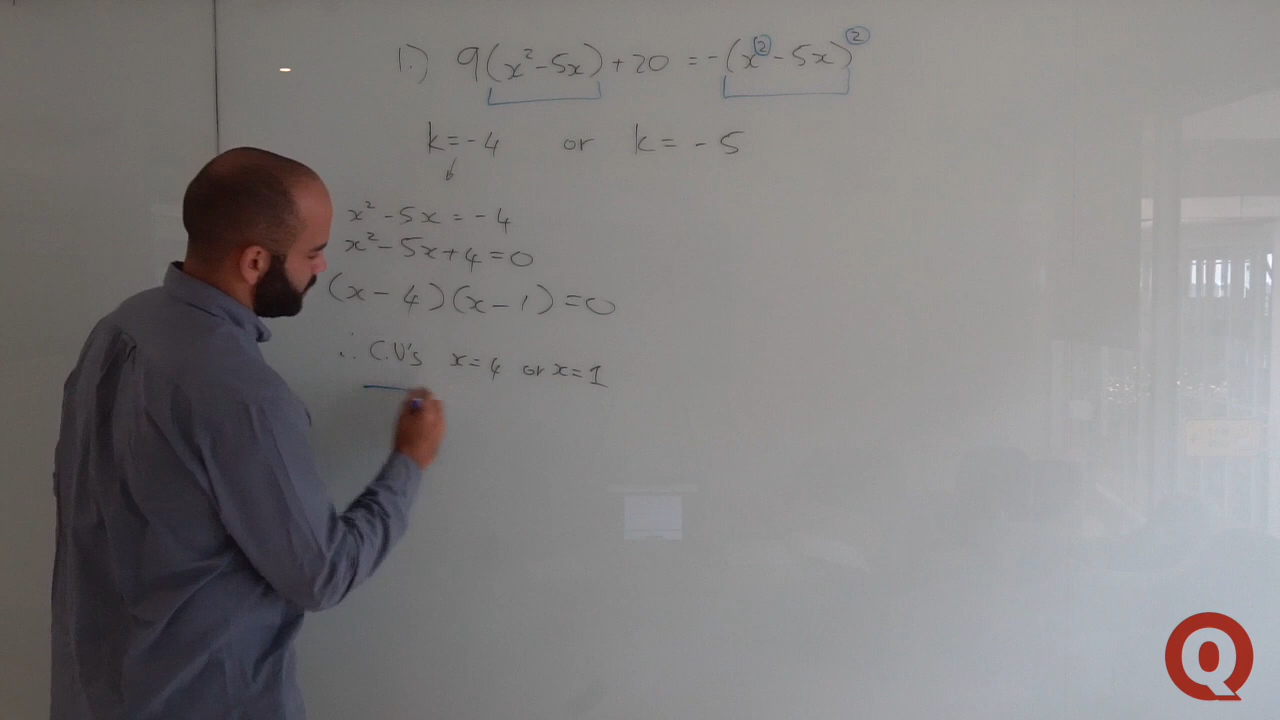 1.) 9(x²-5x)+20 = -(x²-5x)²
k=-4 or k=-5
x²-5x=-4
x²-5x+4=0
(x-4)(x-1)=0
∴ C.V's x=4 or x=1
Q